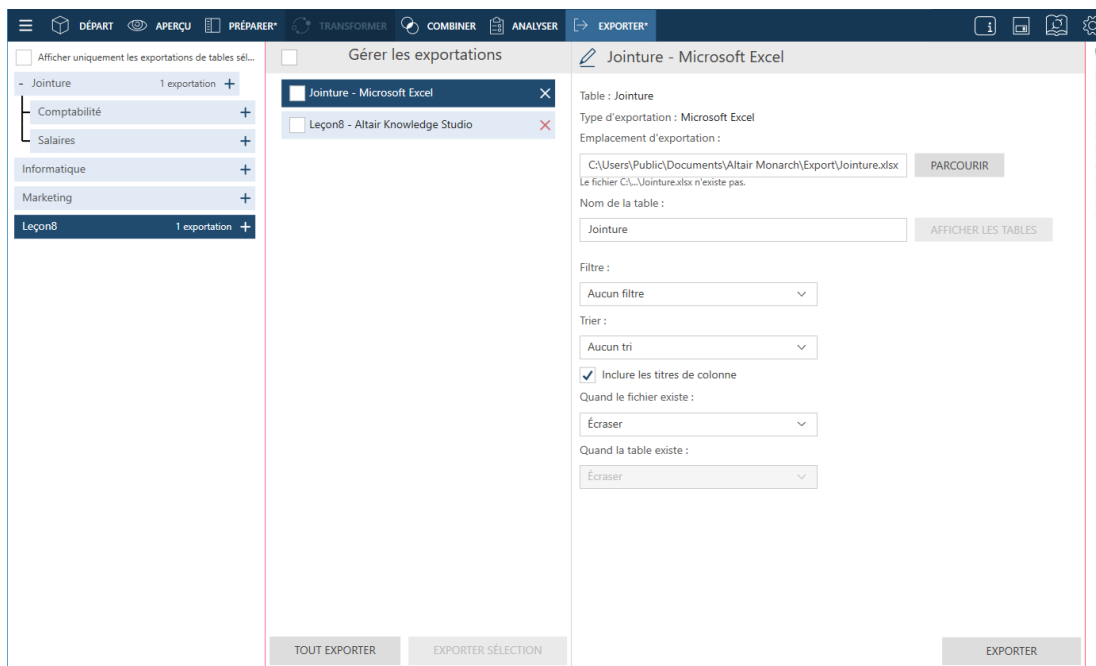 DÉPART APERÇU PRÉPARER* TRANSFORMER COMBINER ANALYSER EXPORTER*
Afficher uniquement les exportations de tables sél...
- Jointure 1 exportation +
Comptabilité +
Salaires +
Informatique +
Marketing +
Leçon8 1 exportation +
Gérer les exportations
Jointure - Microsoft Excel
Leçon8 - Altair Knowledge Studio
TOUT EXPORTER EXPORTER SÉLECTION
Jointure - Microsoft Excel
Table : Jointure
Type d'exportation : Microsoft Excel
Emplacement d'exportation :
C:\Users\Public\Documents\Altair Monarch\Export\Jointure.xlsx PARCOURIR
Le fichier C:\...\Jointure.xlsx n'existe pas.
Nom de la table :
Jointure AFFICHER LES TABLES
Filtre :
Aucun filtre
Trier :
Aucun tri
Inclure les titres de colonne
Quand le fichier existe :
Écraser
Quand la table existe :
Écraser
EXPORTER